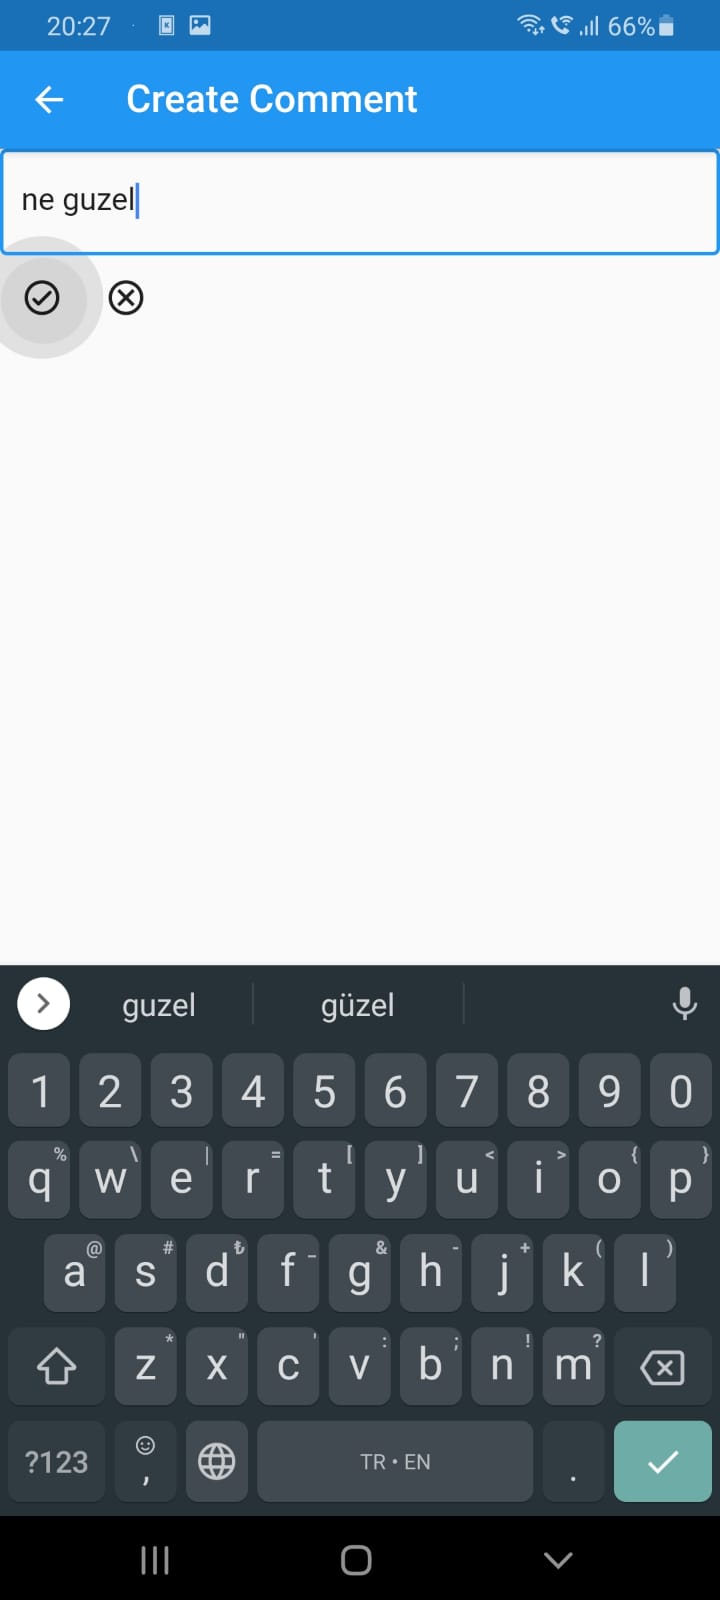 20:27
66%
Create Comment
ne guzel
guzel güzel
1 2 3 4 5 6 7 8 9 0
% \ | = t [ ] < > { }
q w e r t y u i o p
@ # ₺ _ & - + ( )
a s d f g h j k l
* " ' : ; ! ?
z x c v b n m
?123 , TR • EN .